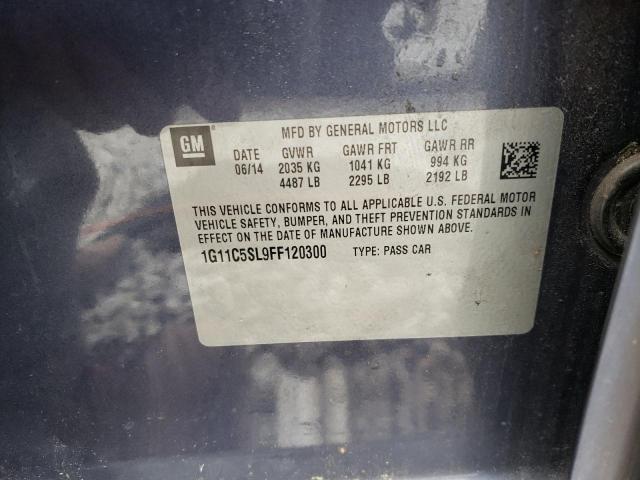 GM
MFD BY GENERAL MOTORS LLC
DATE GVWR GAWR FRT GAWR RR
06/14 2035 KG 1041 KG 994 KG
4487 LB 2295 LB 2192 LB
THIS VEHICLE CONFORMS TO ALL APPLICABLE U.S. FEDERAL MOTOR
VEHICLE SAFETY, BUMPER, AND THEFT PREVENTION STANDARDS IN
EFFECT ON THE DATE OF MANUFACTURE SHOWN ABOVE.
1G11C5SL9FF120300 TYPE: PASS CAR